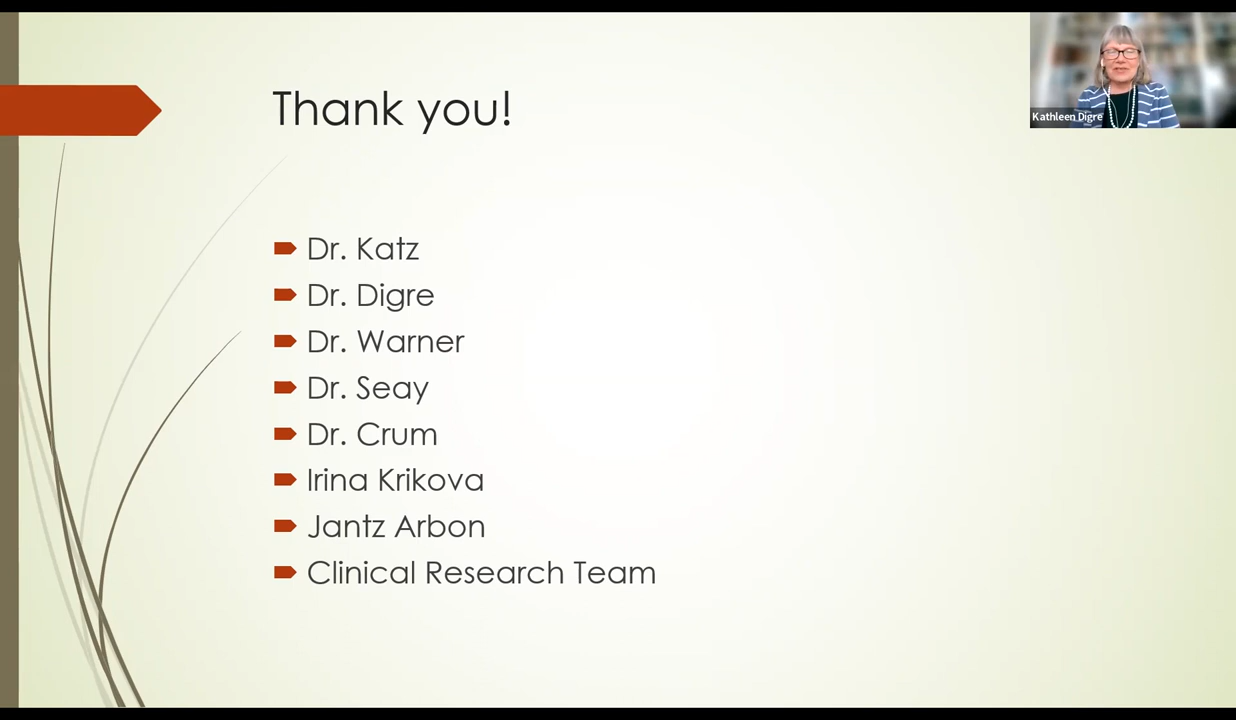 Thank you!
Kathleen Digre
Dr. Katz
Dr. Digre
Dr. Warner
Dr. Seay
Dr. Crum
Irina Krikova
Jantz Arbon
Clinical Research Team